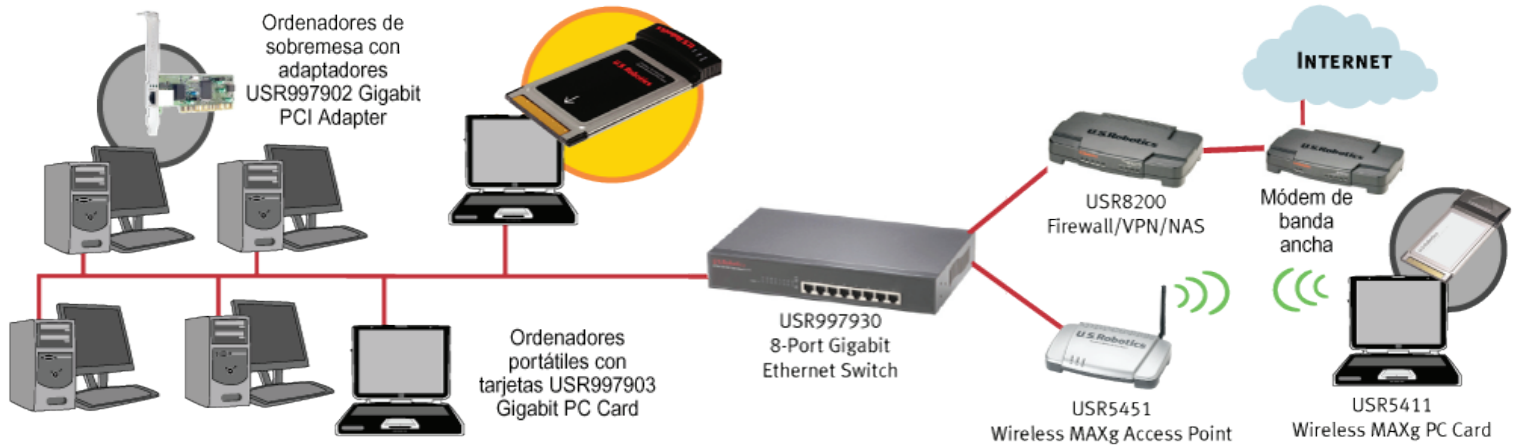 Ordenadores de
sobremesa con
adaptadores
USR997902 Gigabit
PCI Adapter
U.S. Robotics
INTERNET
U.S.Robotics
U.S.Robotics
USR8200
Firewall/VPN/NAS
Módem de
banda
ancha
USR997930
8-Port Gigabit
Ethernet Switch
Ordenadores
portátiles con
tarjetas USR997903
Gigabit PC Card
U.S.Robotics
USR5451
Wireless MAXg Access Point
USR5411
Wireless MAXg PC Card